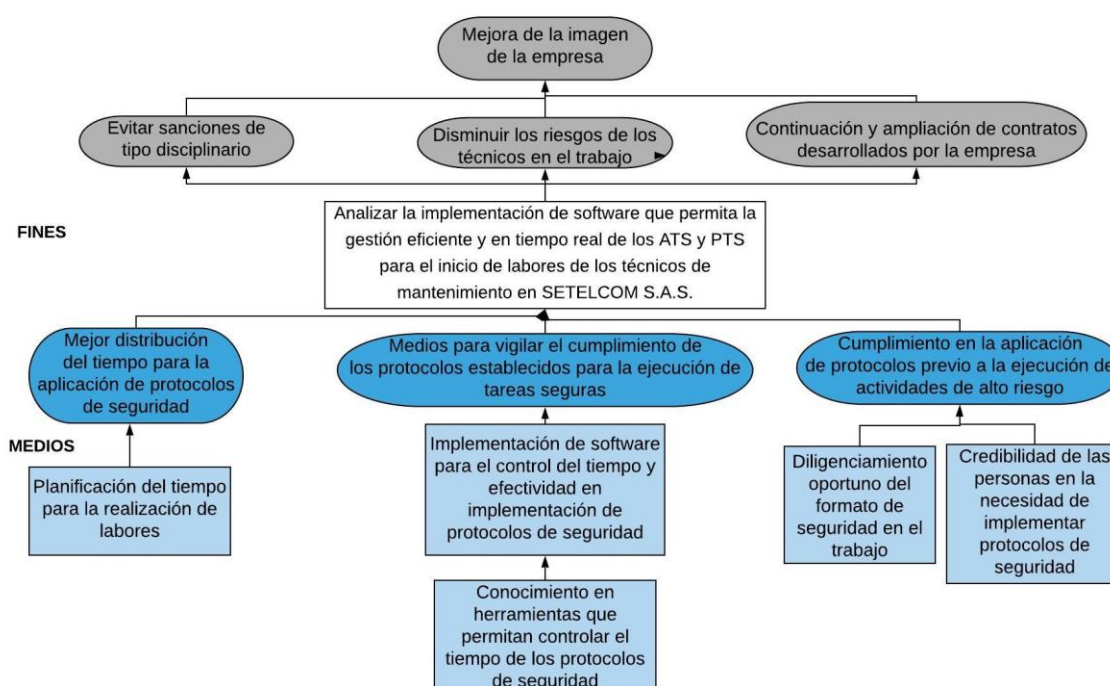 Mejora de la imagen
de la empresa
Evitar sanciones de
tipo disciplinario
Disminuir los riesgos de los
técnicos en el trabajo
Continuación y ampliación de contratos
desarrollados por la empresa
FINES
Analizar la implementación de software que permita la
gestión eficiente y en tiempo real de los ATS y PTS
para el inicio de labores de los técnicos de
mantenimiento en SETELCOM S.A.S.
Mejor distribución
del tiempo para la
aplicación de protocolos
de seguridad
Medios para vigilar el cumplimiento de
los protocolos establecidos para la ejecución de
tareas seguras
Cumplimiento en la aplicación
de protocolos previo a la ejecución de
actividades de alto riesgo
MEDIOS
Planificación del tiempo
para la realización de
labores
Implementación de software
para el control del tiempo y
efectividad en
implementación de
protocolos de seguridad
Diligenciamiento
oportuno del
formato de
seguridad en el
trabajo
Credibilidad de las
personas en la
necesidad de
implementar
protocolos de
seguridad
Conocimiento en
herramientas que
permitan controlar el
tiempo de los protocolos
de seguridad